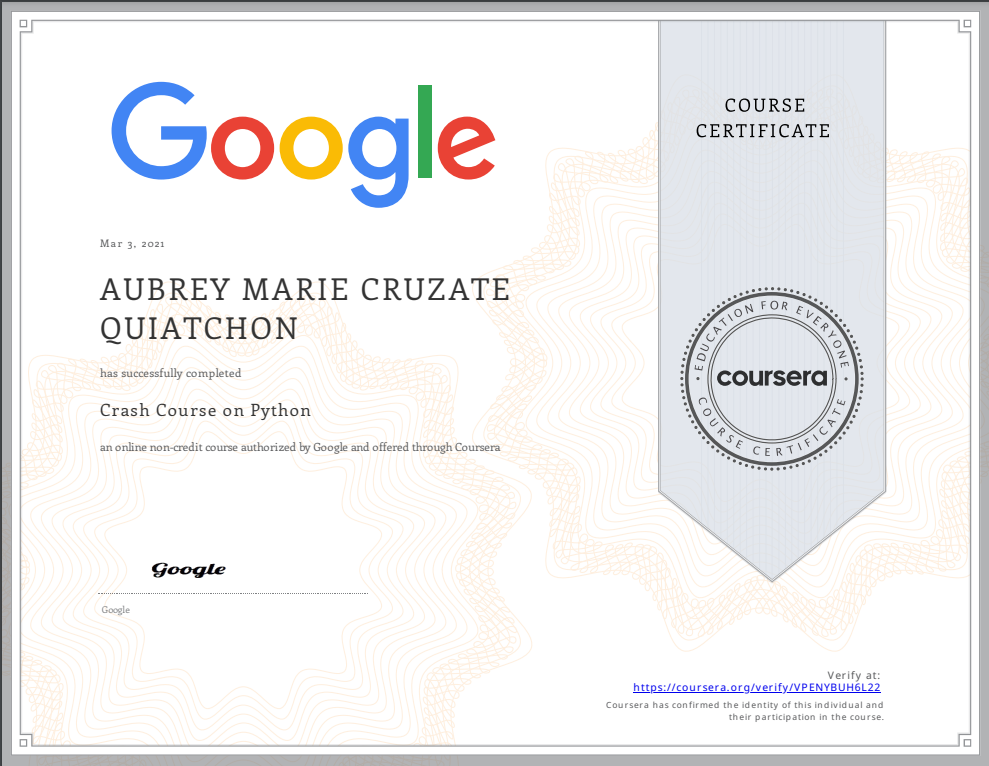 Google
COURSE
CERTIFICATE
Mar 3, 2021
AUBREY MARIE CRUZATE
QUIATCHON
has successfully completed
Crash Course on Python
an online non-credit course authorized by Google and offered through Coursera
EDUCATION FOR EVERYONE
coursera
COURSE CERTIFICATE
Google
Google
Verify at:
https://coursera.org/verify/VPENYBUH6L22
Coursera has confirmed the identity of this individual and
their participation in the course.